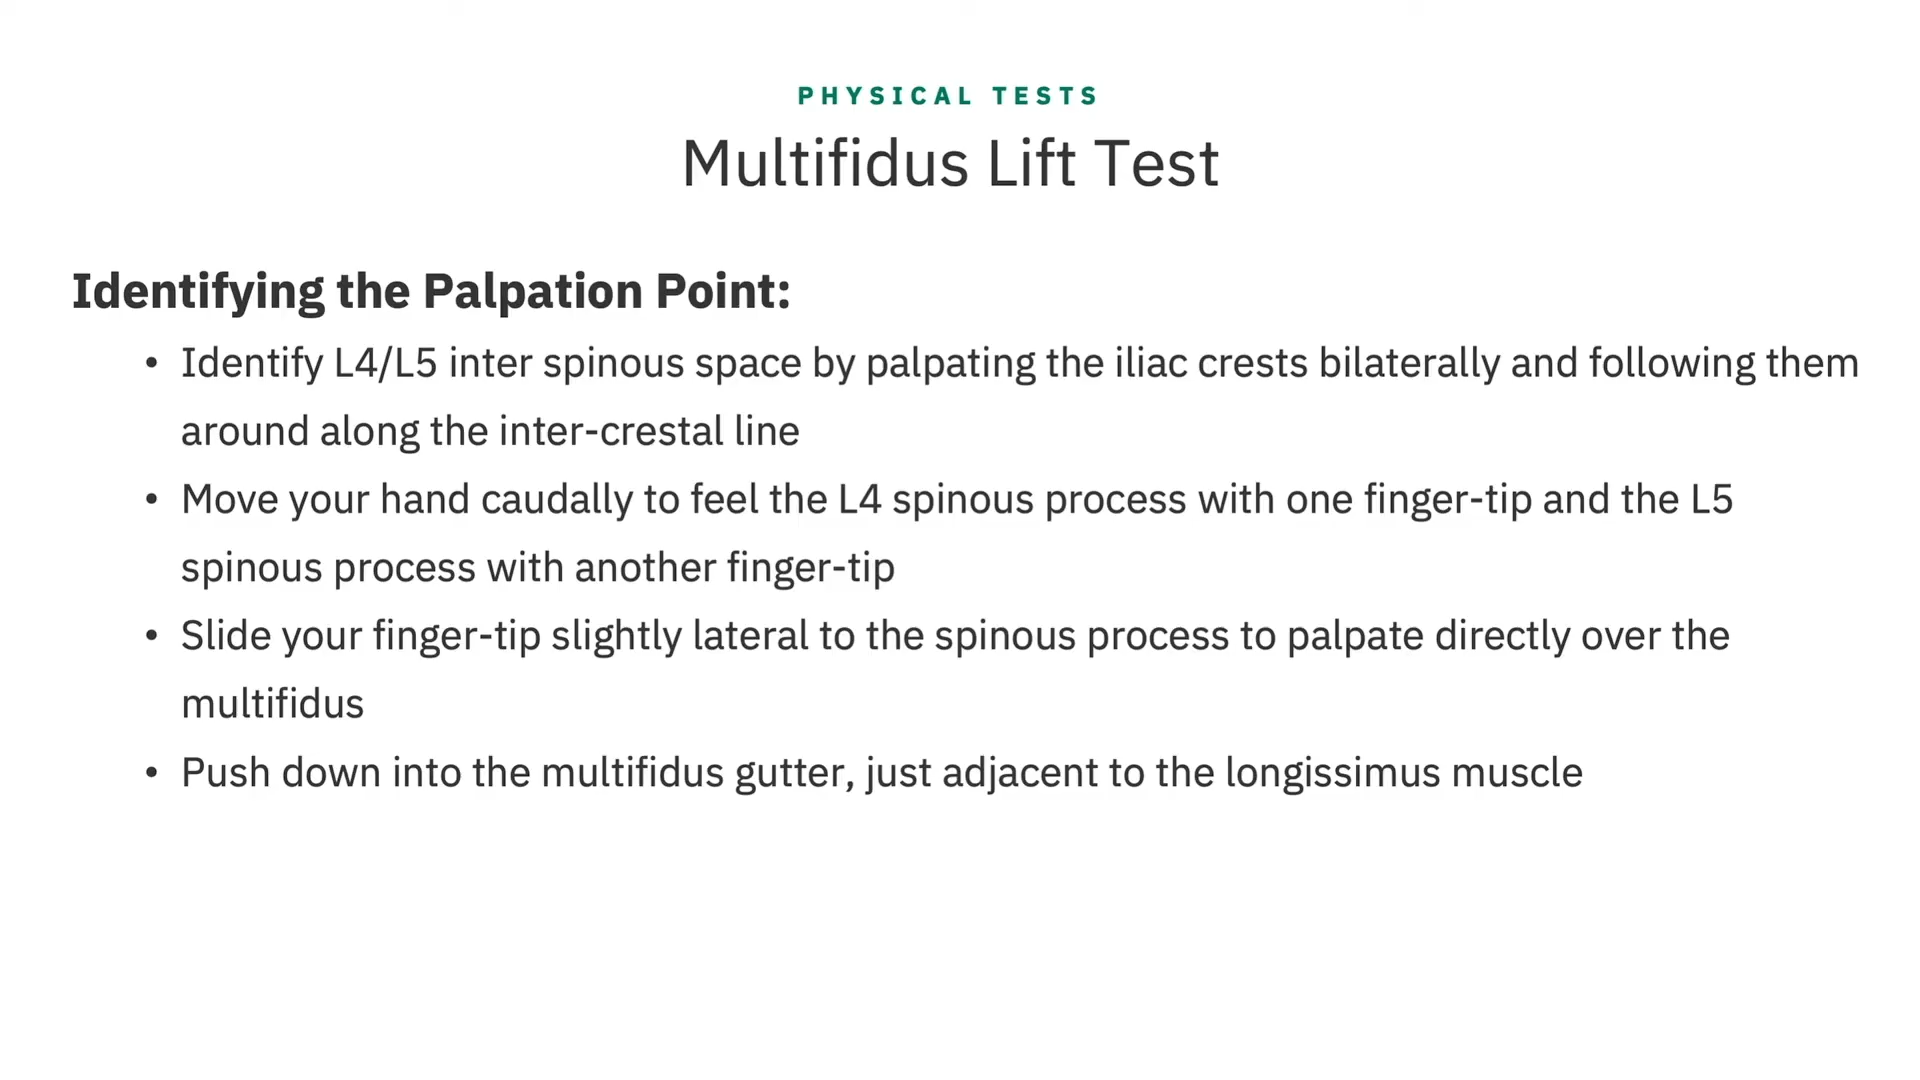 PHYSICAL TESTS
Multifidus Lift Test
Identifying the Palpation Point:
• Identify L4/L5 inter spinous space by palpating the iliac crests bilaterally and following them
around along the inter-crestal line
• Move your hand caudally to feel the L4 spinous process with one finger-tip and the L5
spinous process with another finger-tip
• Slide your finger-tip slightly lateral to the spinous process to palpate directly over the
multifidus
• Push down into the multifidus gutter, just adjacent to the longissimus muscle